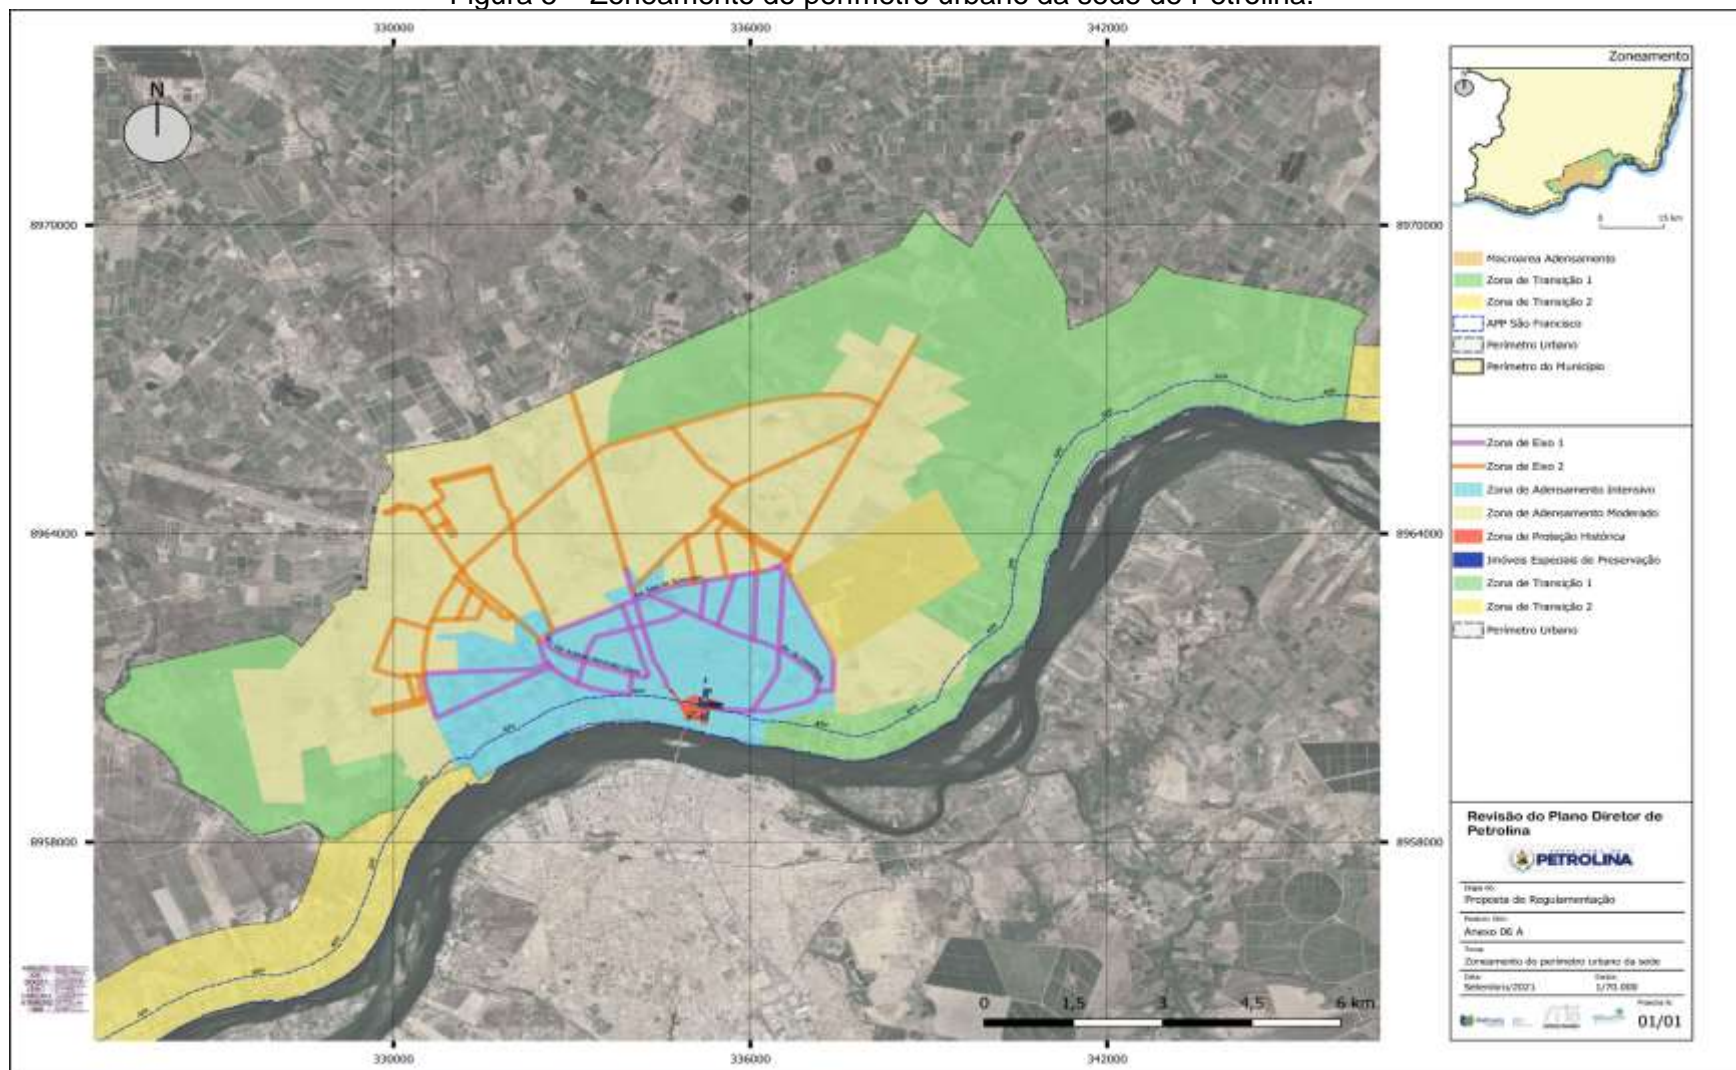 Figura 3 – Zoneamento do perímetro urbano da sede de Petrolina.
330000
336000
342000
N
8970000
8970000
8964000
8964000
8958000
8958000
330000
336000
342000
0
1,5
3
4,5
6 km
Zoneamento
0
15 km
Macroarea Adensamento
Zona de Transição 1
Zona de Transição 2
APP São Francisco
Perímetro Urbano
Perímetro do Município
Zona de Eixo 1
Zona de Eixo 2
Zona de Adensamento Intensivo
Zona de Adensamento Moderado
Zona de Proteção Histórica
Imóveis Especiais de Preservação
Zona de Transição 1
Zona de Transição 2
Perímetro Urbano
Revisão do Plano Diretor de
Petrolina
PETROLINA
Proposta de Regulamentação
Anexo 06 A
Zoneamento do perímetro urbano da sede
Setembro/2021
1/70.000
01/01